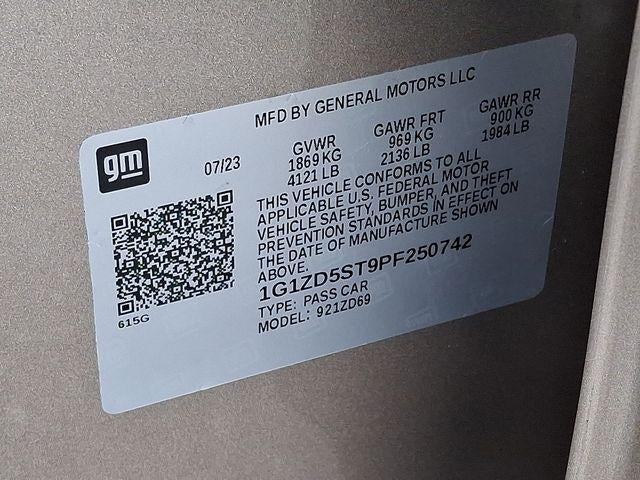 MFD BY GENERAL MOTORS LLC
gm
07/23
GVWR
1869 KG
4121 LB
GAWR FRT
969 KG
2136 LB
GAWR RR
900 KG
1984 LB
THIS VEHICLE CONFORMS TO ALL
APPLICABLE U.S. FEDERAL MOTOR
VEHICLE SAFETY, BUMPER, AND THEFT
PREVENTION STANDARDS IN EFFECT ON
THE DATE OF MANUFACTURE SHOWN
ABOVE.
1G1ZD5ST9PF250742
TYPE: PASS CAR
MODEL: 921ZD69
615G